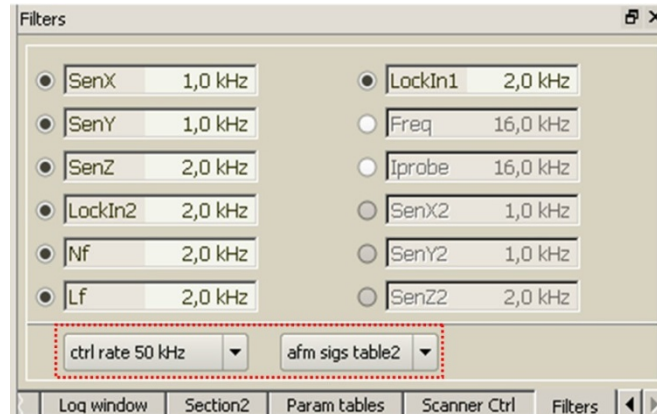 Filters
SenX 1,0 kHz LockIn1 2,0 kHz
SenY 1,0 kHz Freq 16,0 kHz
SenZ 2,0 kHz Iprobe 16,0 kHz
LockIn2 2,0 kHz SenX2 1,0 kHz
Nf 2,0 kHz SenY2 1,0 kHz
Lf 2,0 kHz SenZ2 2,0 kHz
ctrl rate 50 kHz afm sigs table2
Log window Section2 Param tables Scanner Ctrl Filters